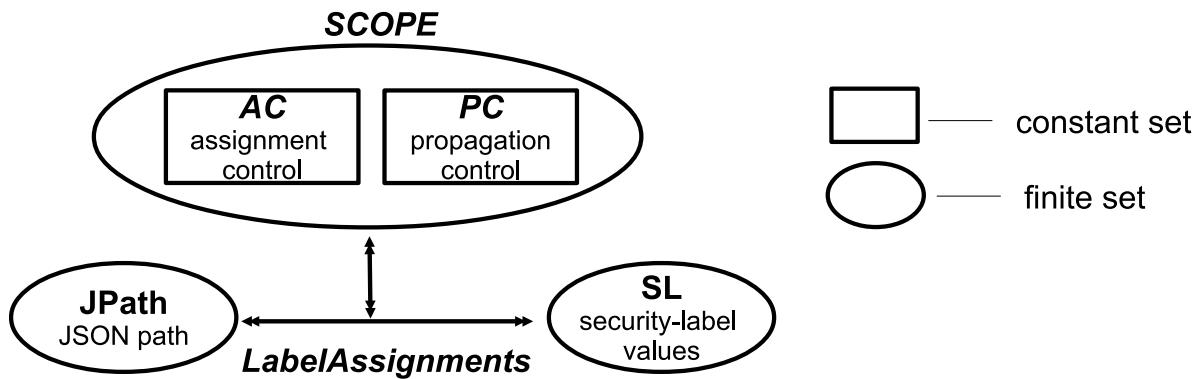 SCOPE
AC
assignment
control
PC
propagation
control
constant set
finite set
JPath
JSON path
SL
security-label
values
LabelAssignments